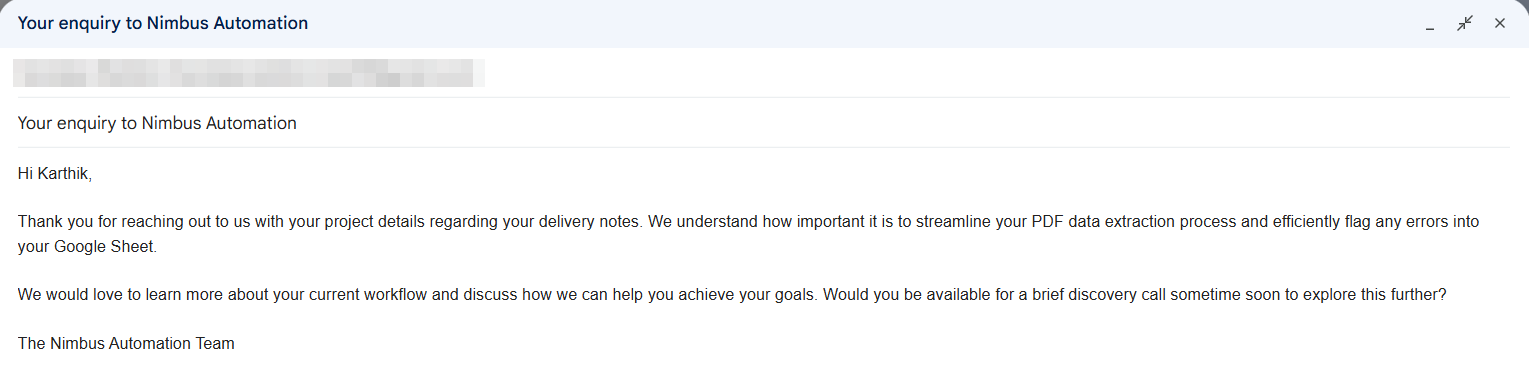 Your enquiry to Nimbus Automation
Your enquiry to Nimbus Automation
Hi Karthik,
Thank you for reaching out to us with your project details regarding your delivery notes. We understand how important it is to streamline your PDF data extraction process and efficiently flag any errors into
your Google Sheet.
We would love to learn more about your current workflow and discuss how we can help you achieve your goals. Would you be available for a brief discovery call sometime soon to explore this further?
The Nimbus Automation Team